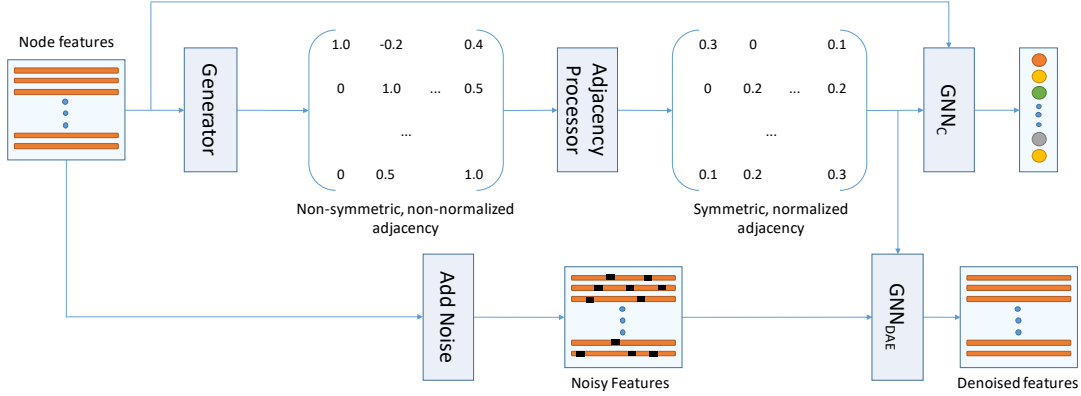 Node features
Generator
1.0 -0.2 0.4
0 1.0 ... 0.5
...
0 0.5 1.0
Non-symmetric, non-normalized
adjacency
Adjacency
Processor
0.3 0 0.1
0 0.2 ... 0.2
...
0.1 0.2 0.3
Symmetric, normalized
adjacency
GNN_C
Add Noise
Noisy Features
GNN_DAE
Denoised features